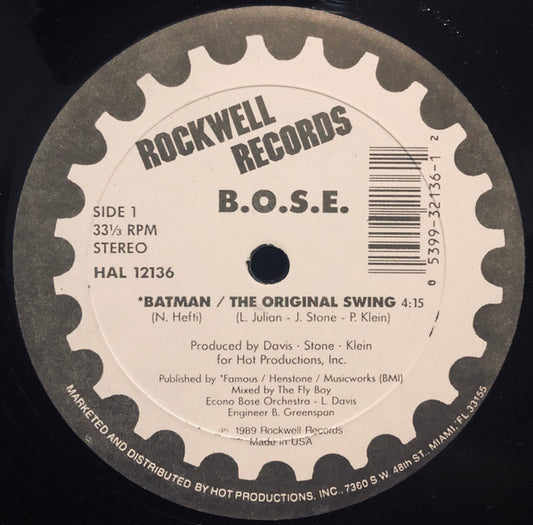 ROCKWELL
RECORDS
B.O.S.E.
SIDE 1
33⅓ RPM
STEREO
HAL 12136
0 5399-32136-1 2
*BATMAN / THE ORIGINAL SWING 4:15
(N. Hefti) (L. Julian - J. Stone - P. Klein)
Produced by Davis · Stone · Klein
for Hot Productions, Inc.
Published by *Famous / Henstone / Musicworks (BMI)
Mixed by The Fly Boy
Econo Bose Orchestra - L. Davis
Engineer B. Greenspan
℗ 1989 Rockwell Records
Made in USA
MARKETED AND DISTRIBUTED BY HOT PRODUCTIONS, INC., 7360 S.W. 48th ST., MIAMI, FL 33155